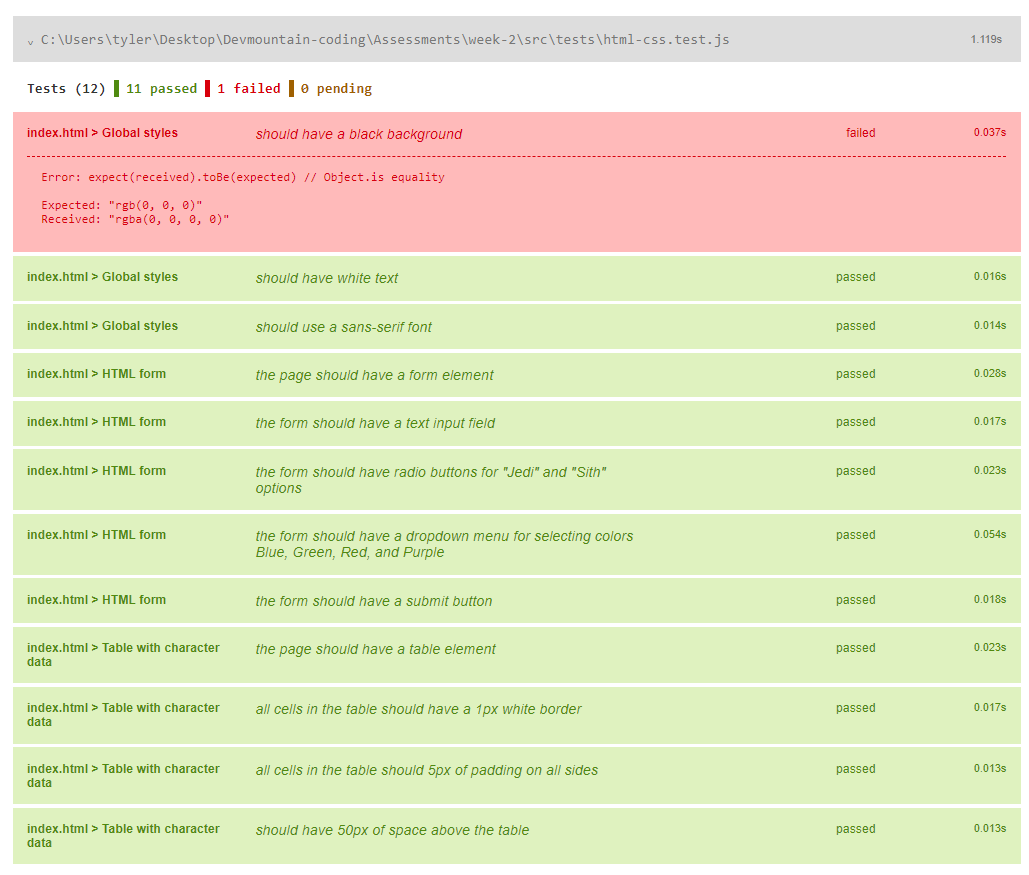 ⌄ C:\Users\tyler\Desktop\Devmountain-coding\Assessments\week-2\src\tests\html-css.test.js 1.119s
Tests (12) 11 passed 1 failed 0 pending
index.html > Global styles should have a black background failed 0.037s
Error: expect(received).toBe(expected) // Object.is equality
Expected: "rgb(0, 0, 0)"
Received: "rgba(0, 0, 0, 0)"
index.html > Global styles should have white text passed 0.016s
index.html > Global styles should use a sans-serif font passed 0.014s
index.html > HTML form the page should have a form element passed 0.028s
index.html > HTML form the form should have a text input field passed 0.017s
index.html > HTML form the form should have radio buttons for "Jedi" and "Sith" passed 0.023s
options
index.html > HTML form the form should have a dropdown menu for selecting colors passed 0.054s
Blue, Green, Red, and Purple
index.html > HTML form the form should have a submit button passed 0.018s
index.html > Table with character the page should have a table element passed 0.023s
data
index.html > Table with character all cells in the table should have a 1px white border passed 0.017s
data
index.html > Table with character all cells in the table should 5px of padding on all sides passed 0.013s
data
index.html > Table with character should have 50px of space above the table passed 0.013s
data